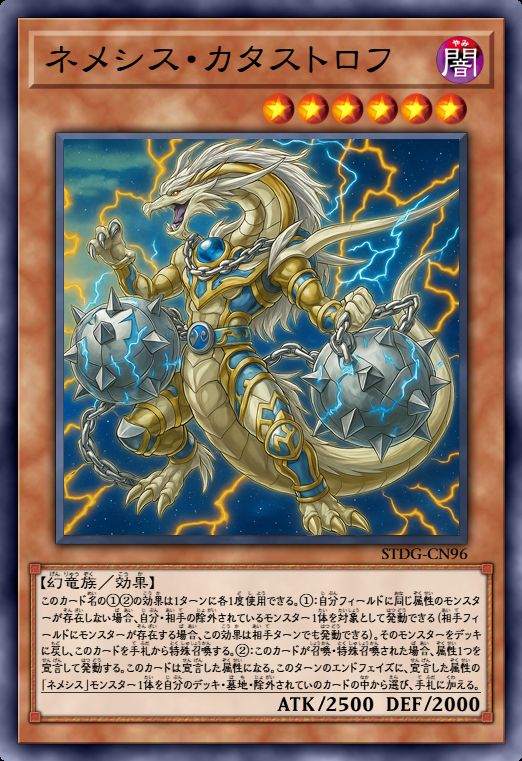 ネメシス・カタストロフ
闇
STDG-CN96
【幻竜族／効果】
このカード名の①②の効果は1ターンに各1度使用できる。①:自分フィールドに同じ属性のモンスタ
ーが存在しない場合、自分・相手の除外されているモンスター1体を対象として発動できる(相手フィ
ールドにモンスターが存在する場合、この効果は相手ターンでも発動できる)。そのモンスターをデッキ
に戻し、このカードを手札から特殊召喚する。②:このカードが召喚・特殊召喚された場合、属性1つを
宣言して発動する。このカードは宣言した属性になる。このターンのエンドフェイズに、宣言した属性の
「ネメシス」モンスター1体を自分のデッキ・墓地・除外されているカードの中から選び、手札に加える。
ATK/2500 DEF/2000